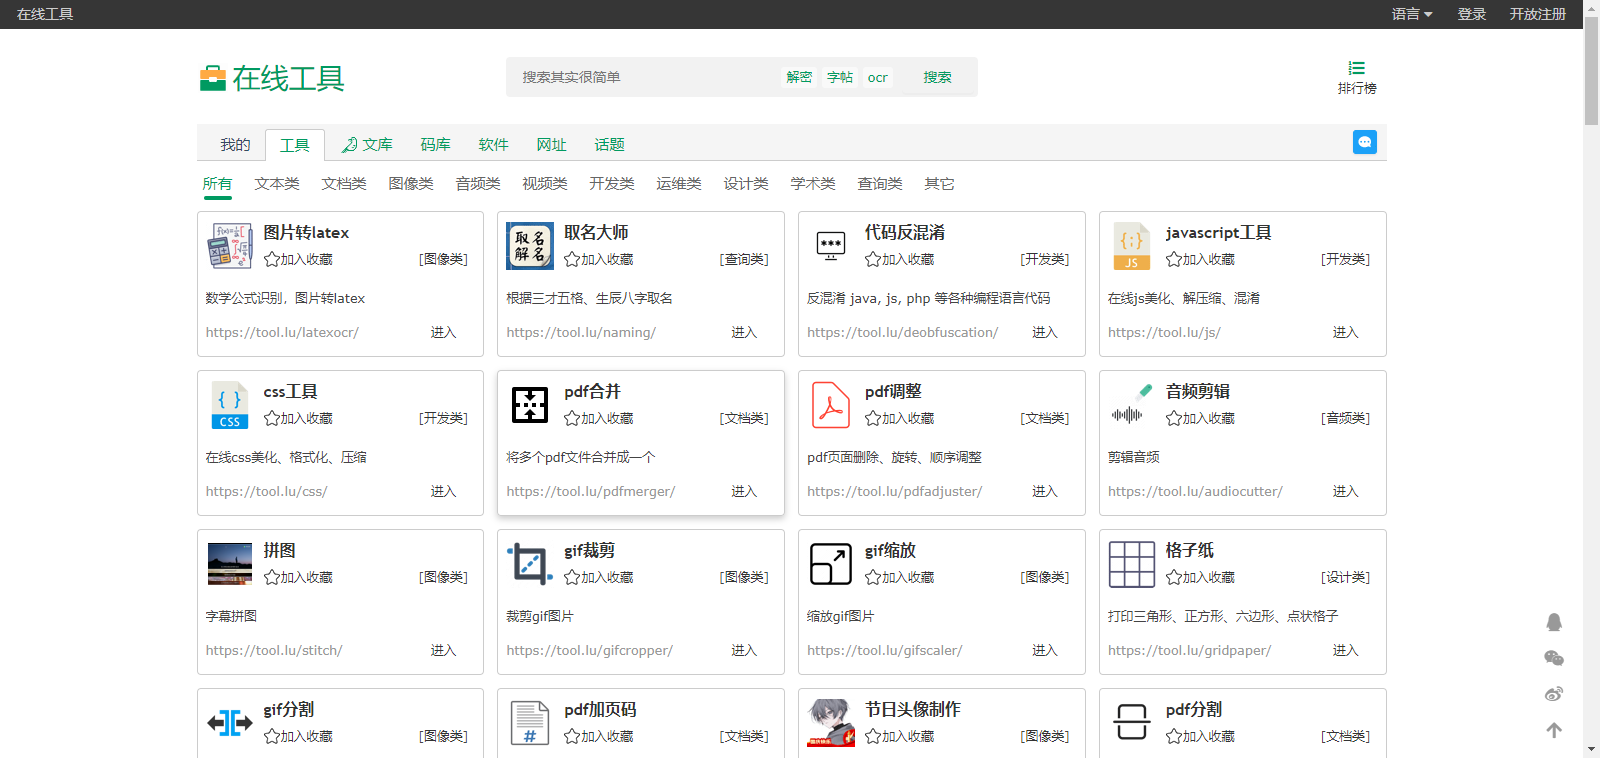 在线工具
语言 登录 开放注册
在线工具
搜索其实很简单 解密 字帖 ocr 搜索
排行榜
我的 工具 文库 码库 软件 网址 话题
所有 文本类 文档类 图像类 音频类 视频类 开发类 运维类 设计类 学术类 查询类 其它
图片转latex
加入收藏 [图像类]
数学公式识别，图片转latex
https://tool.lu/latexocr/ 进入
取名解名
取名大师
加入收藏 [查询类]
根据三才五格、生辰八字取名
https://tool.lu/naming/ 进入
代码反混淆
加入收藏 [开发类]
反混淆 java, js, php 等各种编程语言代码
https://tool.lu/deobfuscation/ 进入
JS
javascript工具
加入收藏 [开发类]
在线js美化、解压缩、混淆
https://tool.lu/js/ 进入
CSS
css工具
加入收藏 [开发类]
在线css美化、格式化、压缩
https://tool.lu/css/ 进入
pdf合并
加入收藏 [文档类]
将多个pdf文件合并成一个
https://tool.lu/pdfmerger/ 进入
pdf调整
加入收藏 [文档类]
pdf页面删除、旋转、顺序调整
https://tool.lu/pdfadjuster/ 进入
音频剪辑
加入收藏 [音频类]
剪辑音频
https://tool.lu/audiocutter/ 进入
拼图
加入收藏 [图像类]
字幕拼图
https://tool.lu/stitch/ 进入
gif裁剪
加入收藏 [图像类]
裁剪gif图片
https://tool.lu/gifcropper/ 进入
gif缩放
加入收藏 [图像类]
缩放gif图片
https://tool.lu/gifscaler/ 进入
格子纸
加入收藏 [设计类]
打印三角形、正方形、六边形、点状格子
https://tool.lu/gridpaper/ 进入
gif分割
加入收藏 [图像类]
pdf加页码
加入收藏 [文档类]
节日头像制作
加入收藏 [图像类]
pdf分割
加入收藏 [文档类]